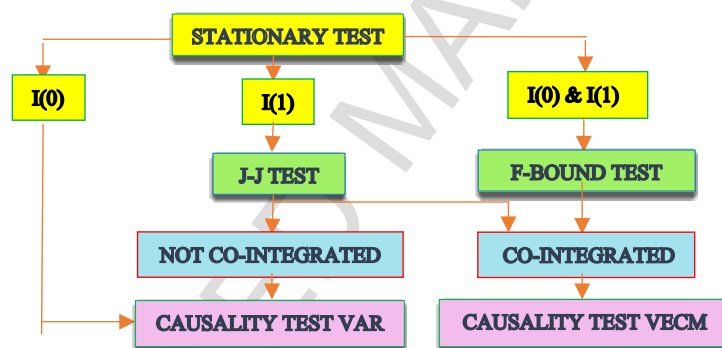 STATIONARY TEST
I(0)
I(1)
I(0) & I(1)
J-J TEST
F-BOUND TEST
NOT CO-INTEGRATED
CO-INTEGRATED
CAUSALITY TEST VAR
CAUSALITY TEST VECM